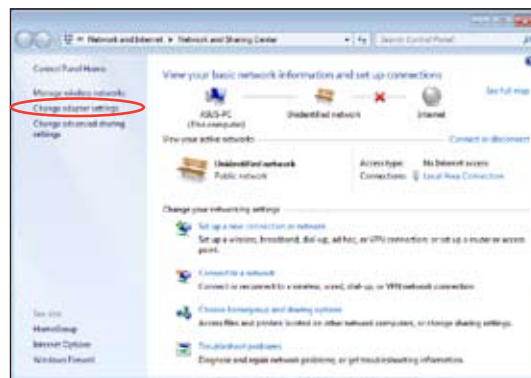 Network and Internet ▸ Network and Sharing Center
Search Control Panel
Control Panel Home
Manage wireless networks
Change adapter settings
Change advanced sharing
settings
View your basic network information and set up connections
See full map
ASUS-PC
(This computer)
Unidentified network
Internet
View your active networks
Connect or disconnect
Unidentified network
Public network
Access type: No Internet access
Connections: Local Area Connection
Change your networking settings
Set up a new connection or network
Set up a wireless, broadband, dial-up, ad hoc, or VPN connection; or set up a router or access
point.
Connect to a network
Connect or reconnect to a wireless, wired, dial-up, or VPN network connection.
Choose homegroup and sharing options
Access files and printers located on other network computers, or change sharing settings.
Troubleshoot problems
Diagnose and repair network problems, or get troubleshooting information.
See also
HomeGroup
Internet Options
Windows Firewall